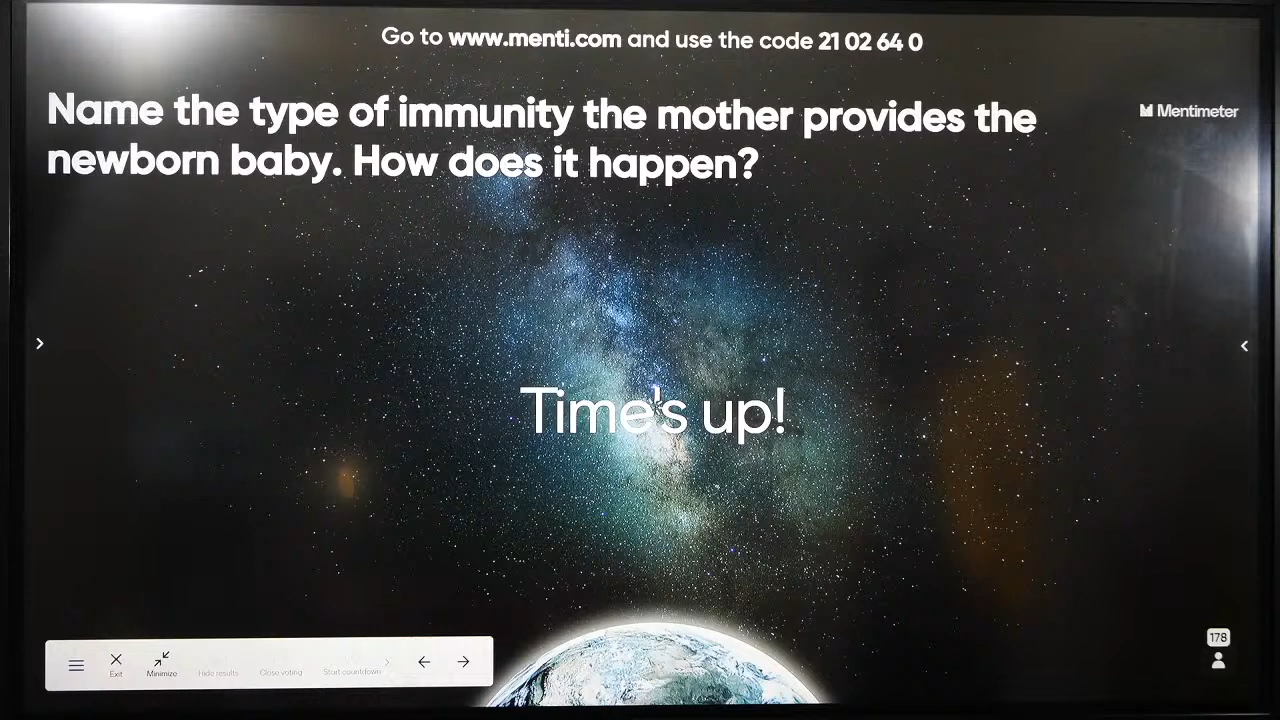 Go to www.menti.com and use the code 21 02 64 0
Name the type of immunity the mother provides the
newborn baby. How does it happen?
Mentimeter
Time's up!
Exit
Minimize
Hide results
Close voting
Start countdown
178